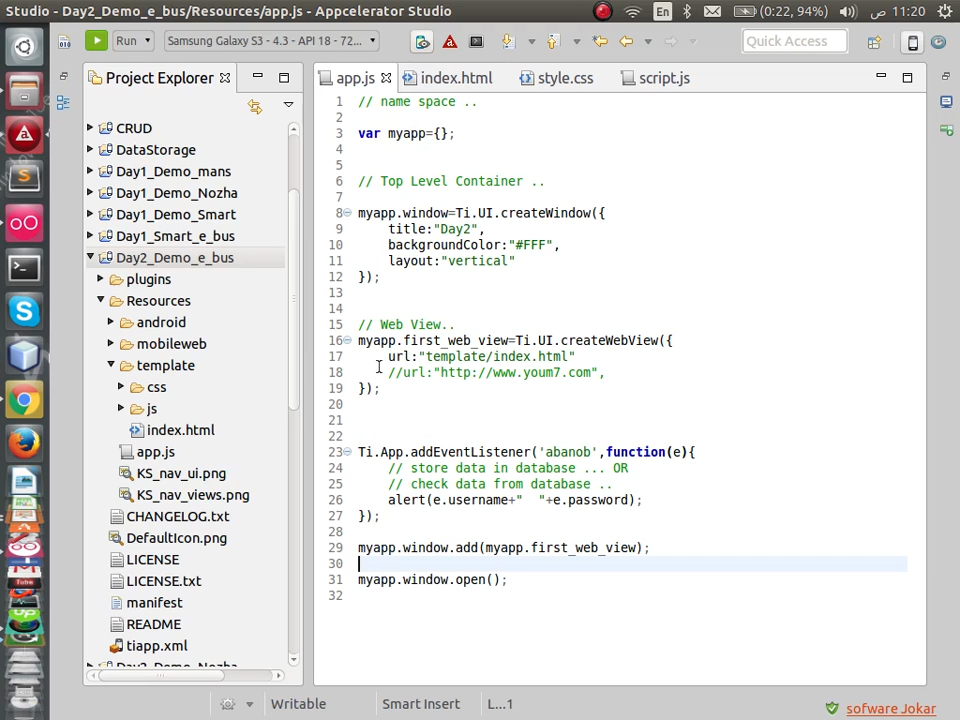 Studio - Day2_Demo_e_bus/Resources/app.js - Appcelerator Studio
En
(0:22, 94%)
ص 11:20
Run
Samsung Galaxy S3 - 4.3 - API 18 - 72...
Quick Access
Project Explorer
app.js
index.html
style.css
script.js
CRUD
DataStorage
Day1_Demo_mans
Day1_Demo_Nozha
Day1_Demo_Smart
Day1_Smart_e_bus
Day2_Demo_e_bus
plugins
Resources
android
mobileweb
template
css
js
index.html
app.js
KS_nav_ui.png
KS_nav_views.png
CHANGELOG.txt
DefaultIcon.png
LICENSE
LICENSE.txt
manifest
README
tiapp.xml
Day2_Demo_Nozha
1 // name space ..
2
3 var myapp={};
4
5
6 // Top Level Container ..
7
8 myapp.window=Ti.UI.createWindow({
9 title:"Day2",
10 backgroundColor:"#FFF",
11 layout:"vertical"
12 });
13
14
15 // Web View..
16 myapp.first_web_view=Ti.UI.createWebView({
17 url:"template/index.html"
18 //url:"http://www.youm7.com",
19 });
20
21
22
23 Ti.App.addEventListener('abanob',function(e){
24 // store data in database ... OR
25 // check data from database ..
26 alert(e.username+"  "+e.password);
27 });
28
29 myapp.window.add(myapp.first_web_view);
30
31 myapp.window.open();
32
Writable
Smart Insert
L...1
sofware Jokar